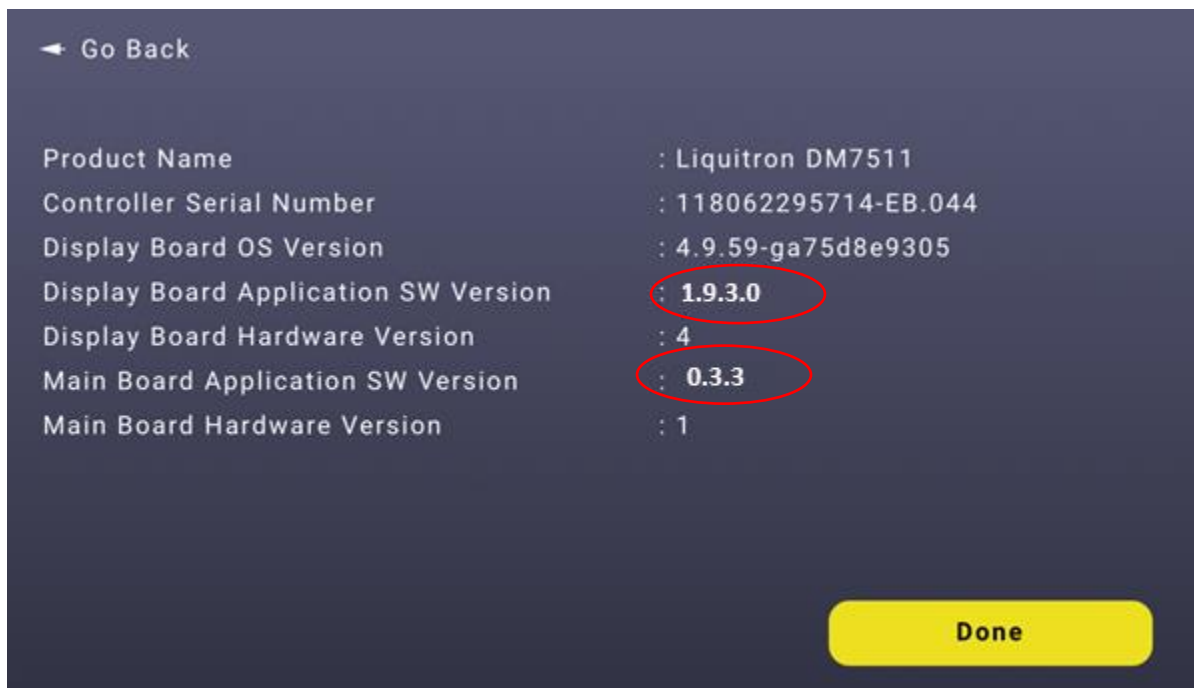 Go Back
Product Name : Liquitron DM7511
Controller Serial Number : 118062295714-EB.044
Display Board OS Version : 4.9.59-ga75d8e9305
Display Board Application SW Version : 1.9.3.0
Display Board Hardware Version : 4
Main Board Application SW Version : 0.3.3
Main Board Hardware Version : 1
Done